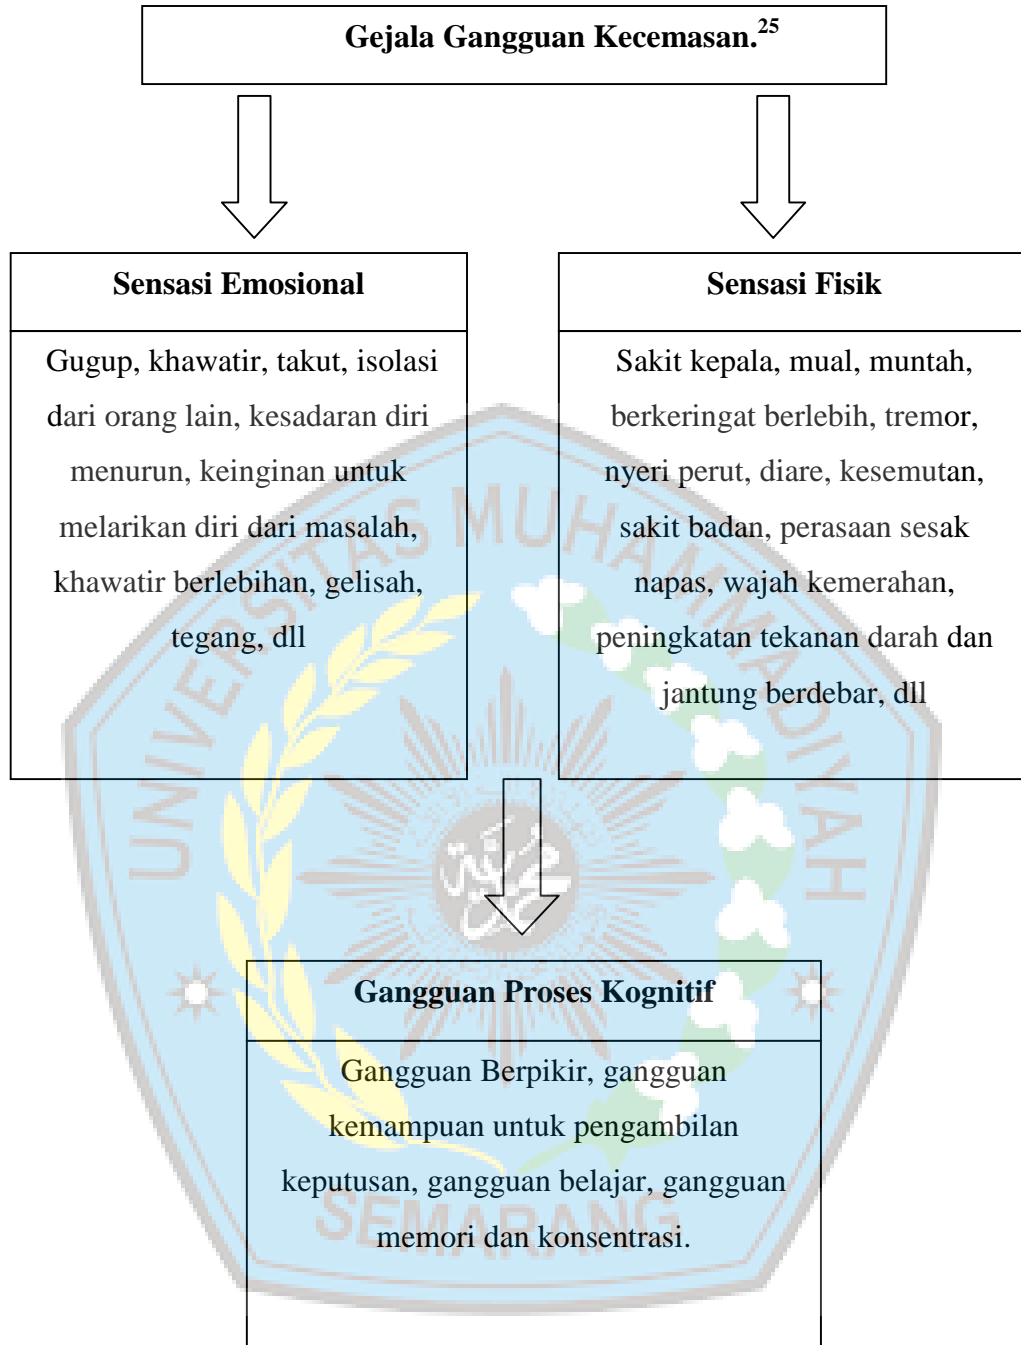 Gejala Gangguan Kecemasan.25
Sensasi Emosional
Gugup, khawatir, takut, isolasi
dari orang lain, kesadaran diri
menurun, keinginan untuk
melarikan diri dari masalah,
khawatir berlebihan, gelisah,
tegang, dll
Sensasi Fisik
Sakit kepala, mual, muntah,
berkeringat berlebih, tremor,
nyeri perut, diare, kesemutan,
sakit badan, perasaan sesak
napas, wajah kemerahan,
peningkatan tekanan darah dan
jantung berdebar, dll
Gangguan Proses Kognitif
Gangguan Berpikir, gangguan
kemampuan untuk pengambilan
keputusan, gangguan belajar, gangguan
memori dan konsentrasi.
UNIVERSITAS MUHAMMADIYAH
SEMARANG